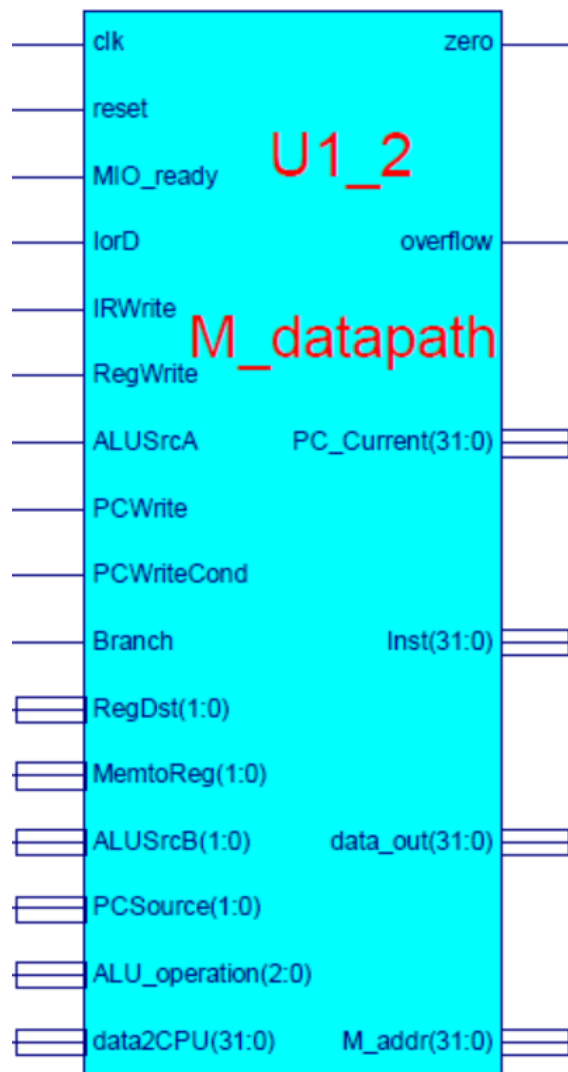 clk zero
reset
U1_2
MIO_ready
IorD overflow
IRWrite
M_datapath
RegWrite
ALUSrcA PC_Current(31:0)
PCWrite
PCWriteCond
Branch Inst(31:0)
RegDst(1:0)
MemtoReg(1:0)
ALUSrcB(1:0) data_out(31:0)
PCSource(1:0)
ALU_operation(2:0)
data2CPU(31:0) M_addr(31:0)